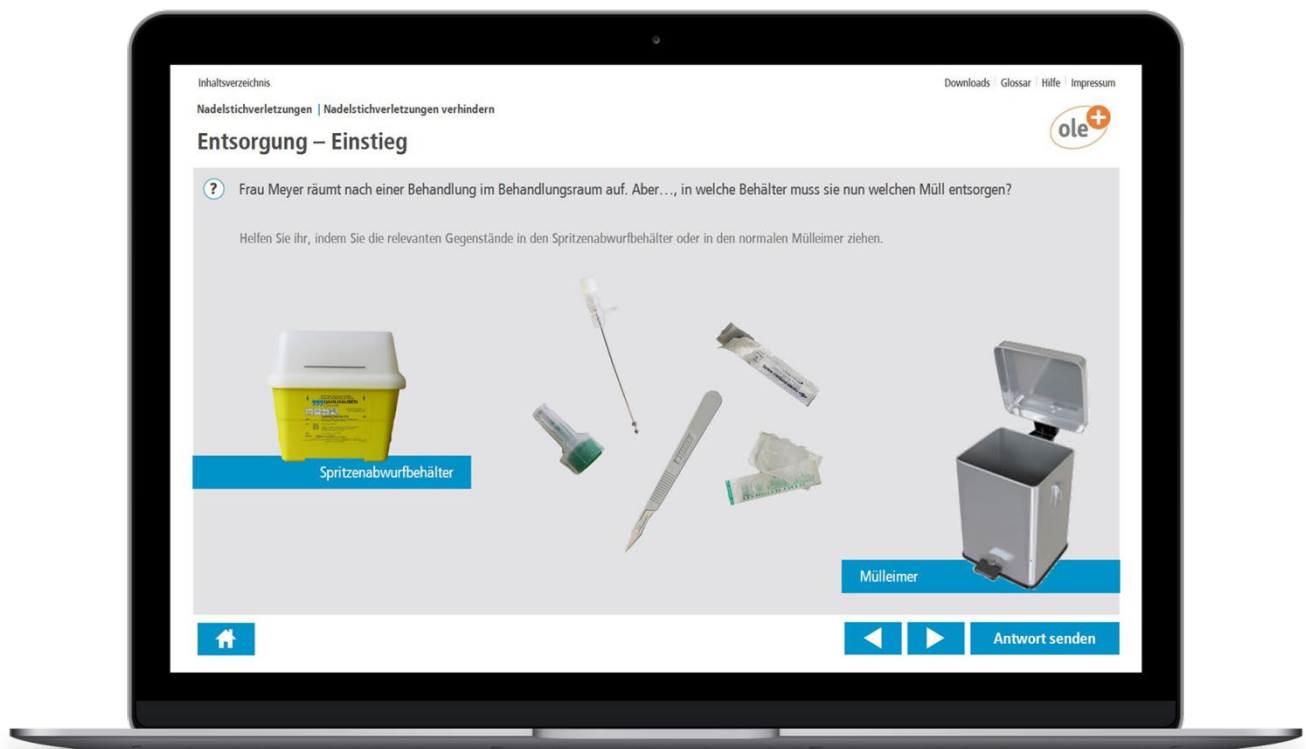 Inhaltsverzeichnis
Downloads | Glossar | Hilfe | Impressum
Nadelstichverletzungen | Nadelstichverletzungen verhindern
Entsorgung – Einstieg
ole+
? Frau Meyer räumt nach einer Behandlung im Behandlungsraum auf. Aber…, in welche Behälter muss sie nun welchen Müll entsorgen?
Helfen Sie ihr, indem Sie die relevanten Gegenstände in den Spritzenabwurfbehälter oder in den normalen Mülleimer ziehen.
DAHLHAUSEN
Spritzenabwurfbehälter
Mülleimer
Antwort senden